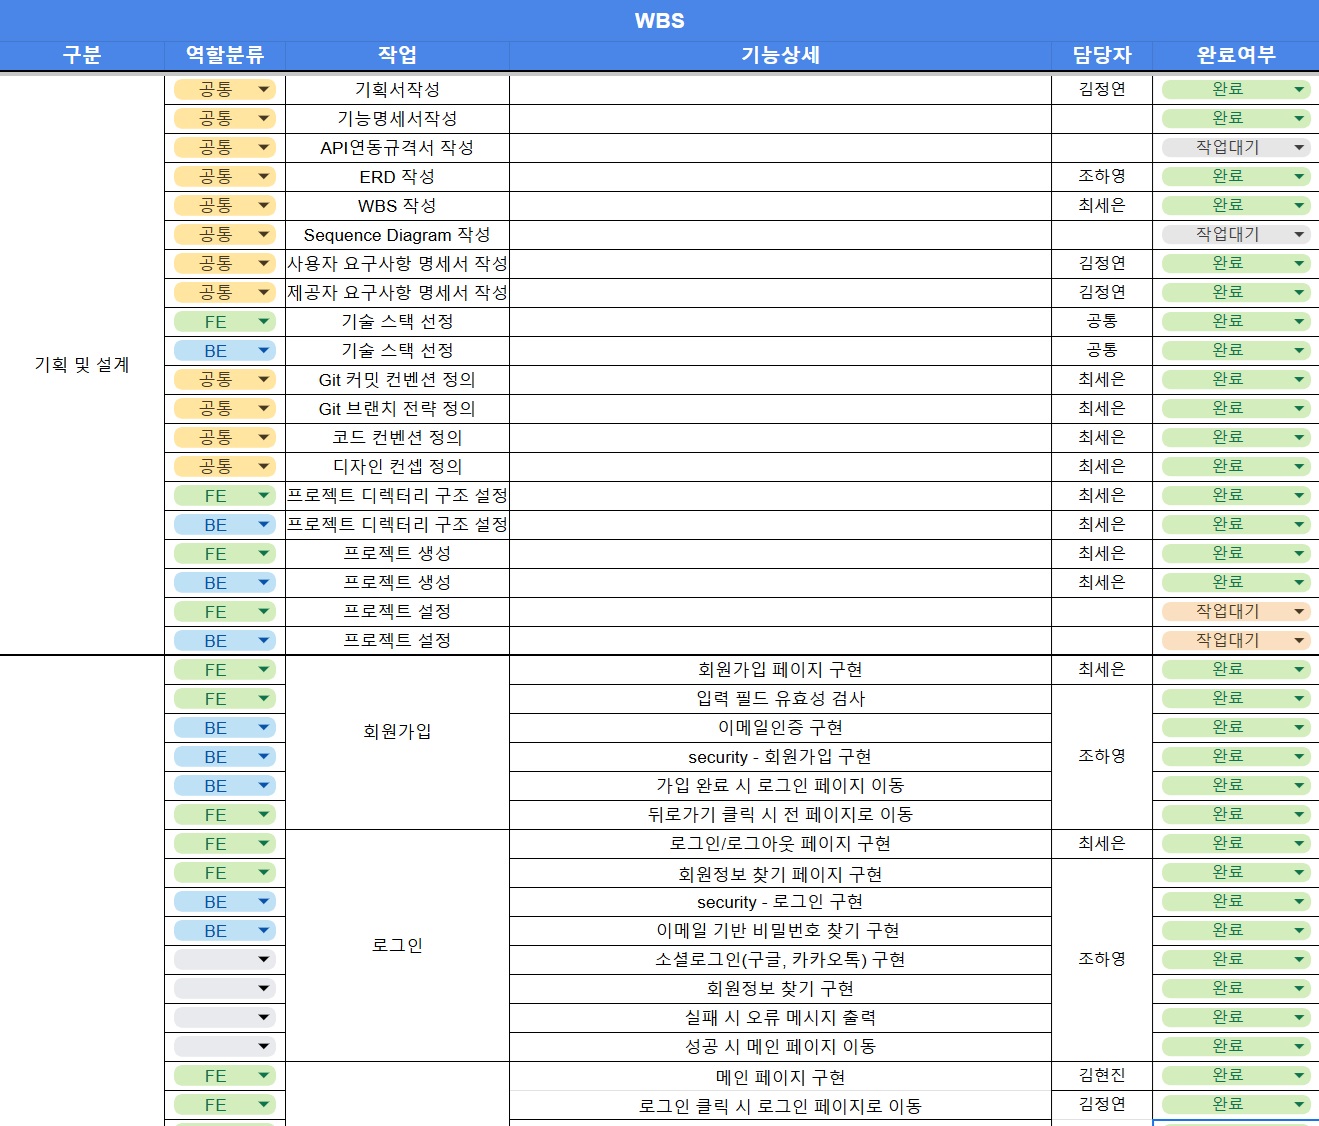 WBS
구분 역할분류 작업 기능상세 담당자 완료여부
공통 기획서작성 김정연 완료
공통 기능명세서작성 완료
공통 API연동규격서 작성 작업대기
공통 ERD 작성 조하영 완료
공통 WBS 작성 최세은 완료
공통 Sequence Diagram 작성 작업대기
공통 사용자 요구사항 명세서 작성 김정연 완료
공통 제공자 요구사항 명세서 작성 김정연 완료
FE 기술 스택 선정 공통 완료
BE 기술 스택 선정 공통 완료
기획 및 설계
공통 Git 커밋 컨벤션 정의 최세은 완료
공통 Git 브랜치 전략 정의 최세은 완료
공통 코드 컨벤션 정의 최세은 완료
공통 디자인 컨셉 정의 최세은 완료
FE 프로젝트 디렉터리 구조 설정 최세은 완료
BE 프로젝트 디렉터리 구조 설정 최세은 완료
FE 프로젝트 생성 최세은 완료
BE 프로젝트 생성 최세은 완료
FE 프로젝트 설정 작업대기
BE 프로젝트 설정 작업대기
FE 회원가입 페이지 구현 최세은 완료
FE 입력 필드 유효성 검사 완료
BE 회원가입 이메일인증 구현 완료
BE security - 회원가입 구현 조하영 완료
BE 가입 완료 시 로그인 페이지 이동 완료
FE 뒤로가기 클릭 시 전 페이지로 이동 완료
FE 로그인/로그아웃 페이지 구현 최세은 완료
FE 회원정보 찾기 페이지 구현 완료
BE security - 로그인 구현 완료
BE 이메일 기반 비밀번호 찾기 구현 완료
로그인 소셜로그인(구글, 카카오톡) 구현 조하영 완료
회원정보 찾기 구현 완료
실패 시 오류 메시지 출력 완료
성공 시 메인 페이지 이동 완료
FE 메인 페이지 구현 김현진 완료
FE 로그인 클릭 시 로그인 페이지로 이동 김정연 완료